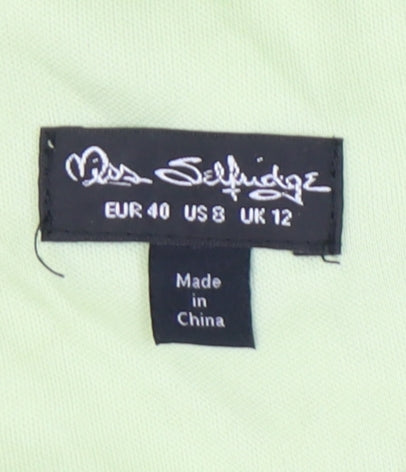 Miss Selfridge
EUR 40 US 8 UK 12
Made
in
China